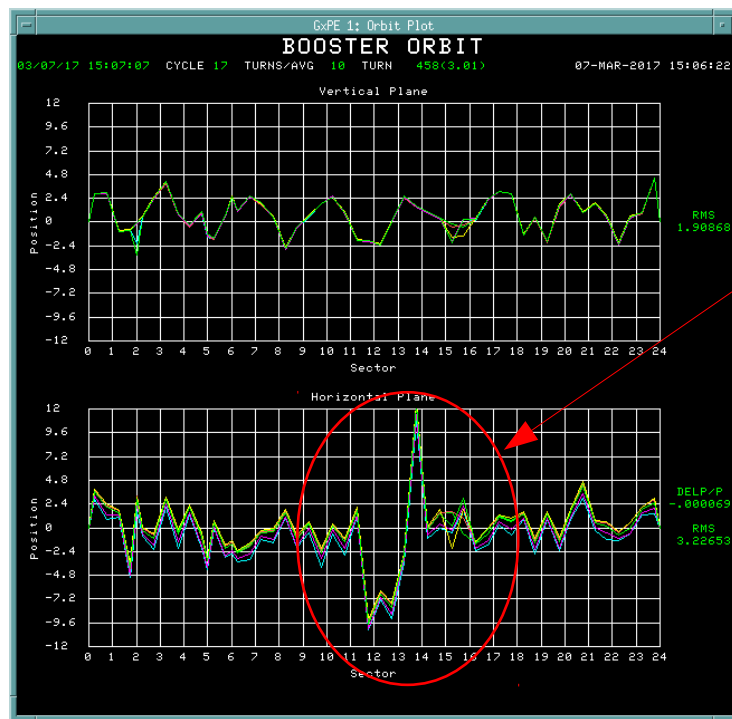 GxPE 1: Orbit Plot
BOOSTER ORBIT
03/07/17 15:07:07 CYCLE 17 TURNS/AVG 10 TURN 458(3.01) 07-MAR-2017 15:06:22
Vertical Plane
12
9.6
7.2
4.8
2.4
0
-2.4
-4.8
-7.2
-9.6
-12
Position
RMS
1.90868
0 1 2 3 4 5 6 7 8 9 10 11 12 13 14 15 16 17 18 19 20 21 22 23 24
Sector
Horizontal Plane
12
9.6
7.2
4.8
2.4
0
-2.4
-4.8
-7.2
-9.6
-12
Position
DELP/P
-.000069
RMS
3.22653
0 1 2 3 4 5 6 7 8 9 10 11 12 13 14 15 16 17 18 19 20 21 22 23 24
Sector